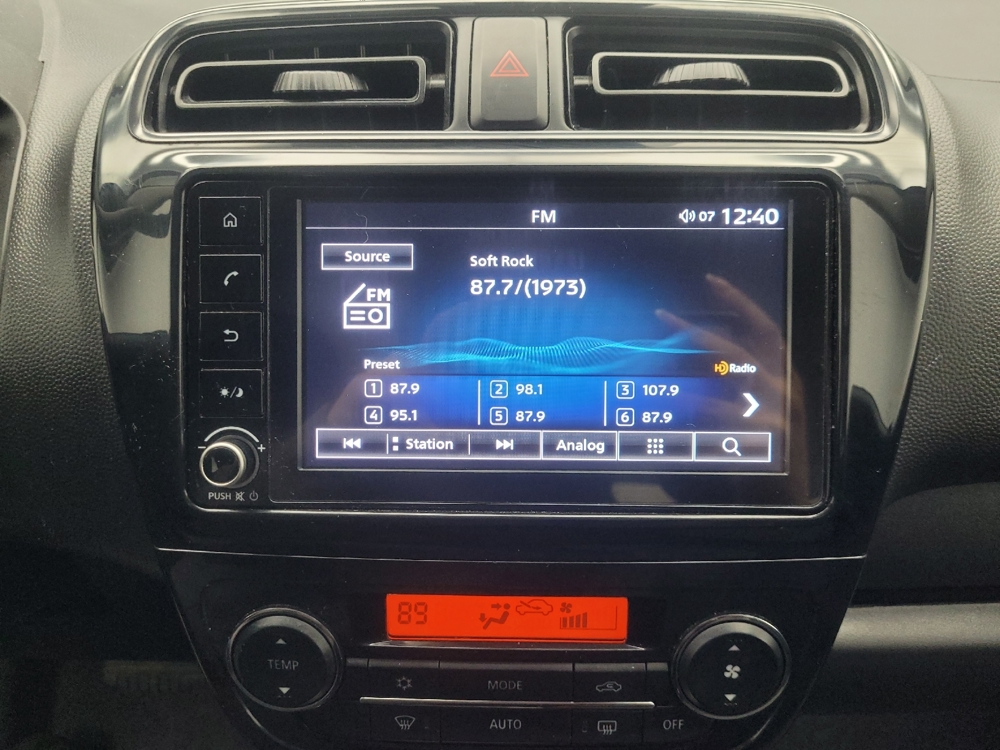 FM
07 12:40
Source
Soft Rock
FM
87.7/(1973)
Preset
HD Radio
1 87.9 2 98.1 3 107.9
4 95.1 5 87.9 6 87.9
Station Analog
- +
PUSH
89
TEMP MODE
AUTO OFF